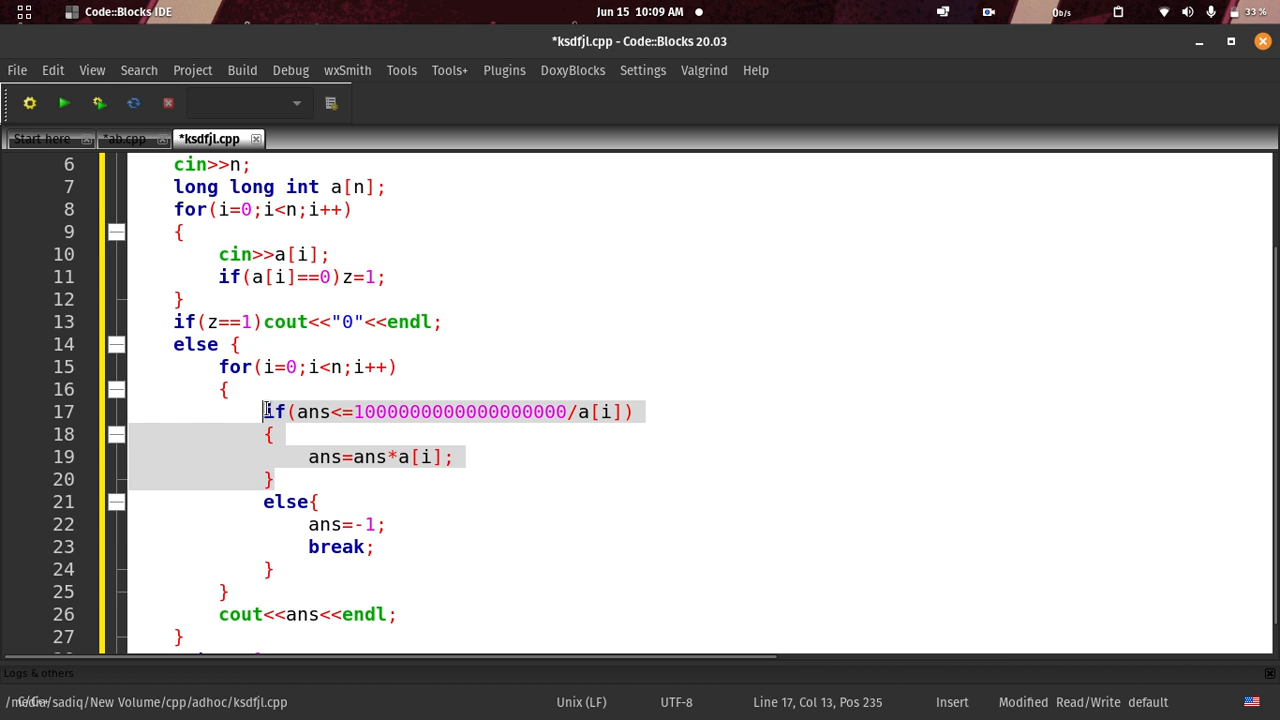 Code::Blocks IDE
Jun 15 10:09 AM
0b/s
33 %
*ksdfjl.cpp - Code::Blocks 20.03
File Edit View Search Project Build Debug wxSmith Tools Tools+ Plugins DoxyBlocks Settings Valgrind Help
Start here *ab.cpp *ksdfjl.cpp
6 cin>>n;
7 long long int a[n];
8 for(i=0;i<n;i++)
9 {
10 cin>>a[i];
11 if(a[i]==0)z=1;
12 }
13 if(z==1)cout<<"0"<<endl;
14 else {
15 for(i=0;i<n;i++)
16 {
17 if(ans<=1000000000000000000/a[i])
18 {
19 ans=ans*a[i];
20 }
21 else{
22 ans=-1;
23 break;
24 }
25 }
26 cout<<ans<<endl;
27 }
Logs & others
/media/sadiq/New Volume/cpp/adhoc/ksdfjl.cpp Unix (LF) UTF-8 Line 17, Col 13, Pos 235 Insert Modified Read/Write default